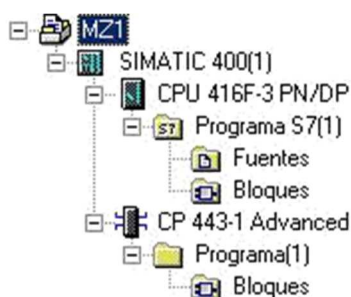 MZ1
SIMATIC 400(1)
CPU 416F-3 PN/DP
S7 Programa S7(1)
Fuentes
Bloques
CP 443-1 Advanced
Programa(1)
Bloques